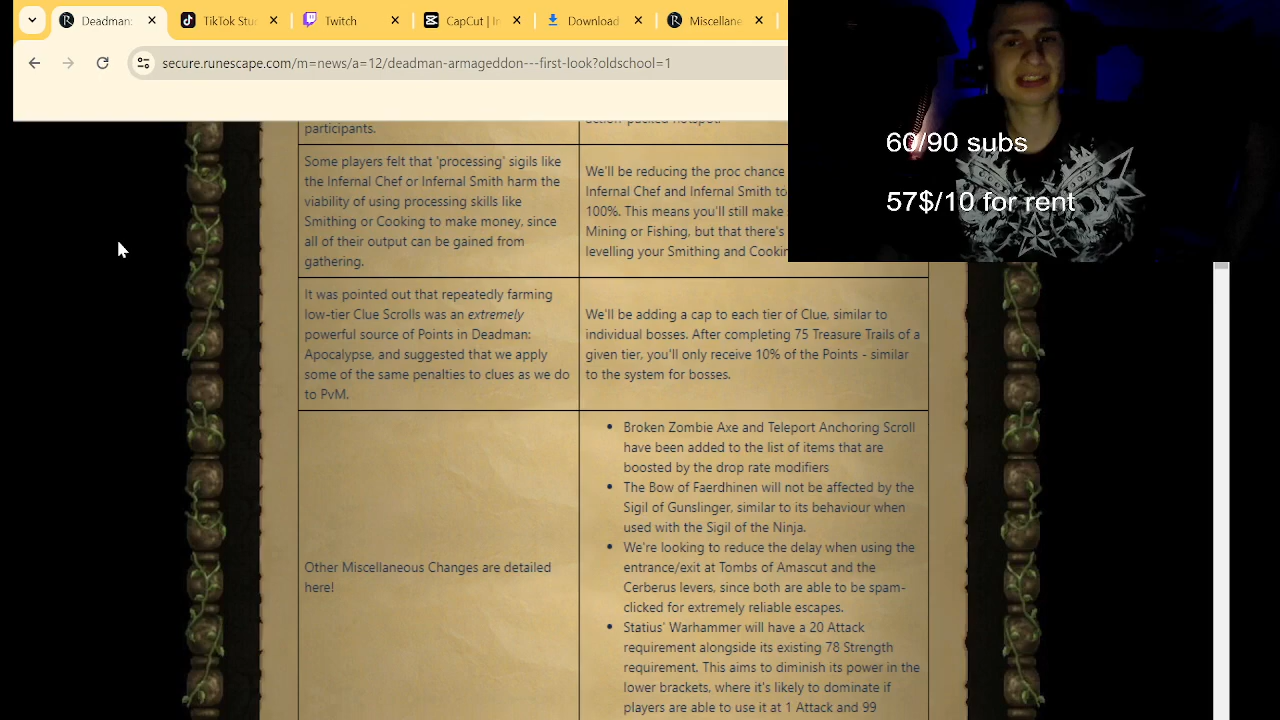 Deadman:
TikTok Stu
Twitch
CapCut | In
Download
Miscellane
secure.runescape.com/m=news/a=12/deadman-armageddon---first-look?oldschool=1
60/90 subs
57$/10 for rent
participants.
Some players felt that 'processing' sigils like
the Infernal Chef or Infernal Smith harm the
viability of using processing skills like
Smithing or Cooking to make money, since
all of their output can be gained from
gathering.
We'll be reducing the proc chance
Infernal Chef and Infernal Smith to
100%. This means you'll still make
Mining or Fishing, but that there's
levelling your Smithing and Cookin
It was pointed out that repeatedly farming
low-tier Clue Scrolls was an extremely
powerful source of Points in Deadman:
Apocalypse, and suggested that we apply
some of the same penalties to clues as we do
to PvM.
We'll be adding a cap to each tier of Clue, similar to
individual bosses. After completing 75 Treasure Trails of a
given tier, you'll only receive 10% of the Points - similar
to the system for bosses.
Other Miscellaneous Changes are detailed
here!
• Broken Zombie Axe and Teleport Anchoring Scroll
have been added to the list of items that are
boosted by the drop rate modifiers
• The Bow of Faerdhinen will not be affected by the
Sigil of Gunslinger, similar to its behaviour when
used with the Sigil of the Ninja.
• We're looking to reduce the delay when using the
entrance/exit at Tombs of Amascut and the
Cerberus levers, since both are able to be spam-
clicked for extremely reliable escapes.
• Statius' Warhammer will have a 20 Attack
requirement alongside its existing 78 Strength
requirement. This aims to diminish its power in the
lower brackets, where it's likely to dominate if
players are able to use it at 1 Attack and 99